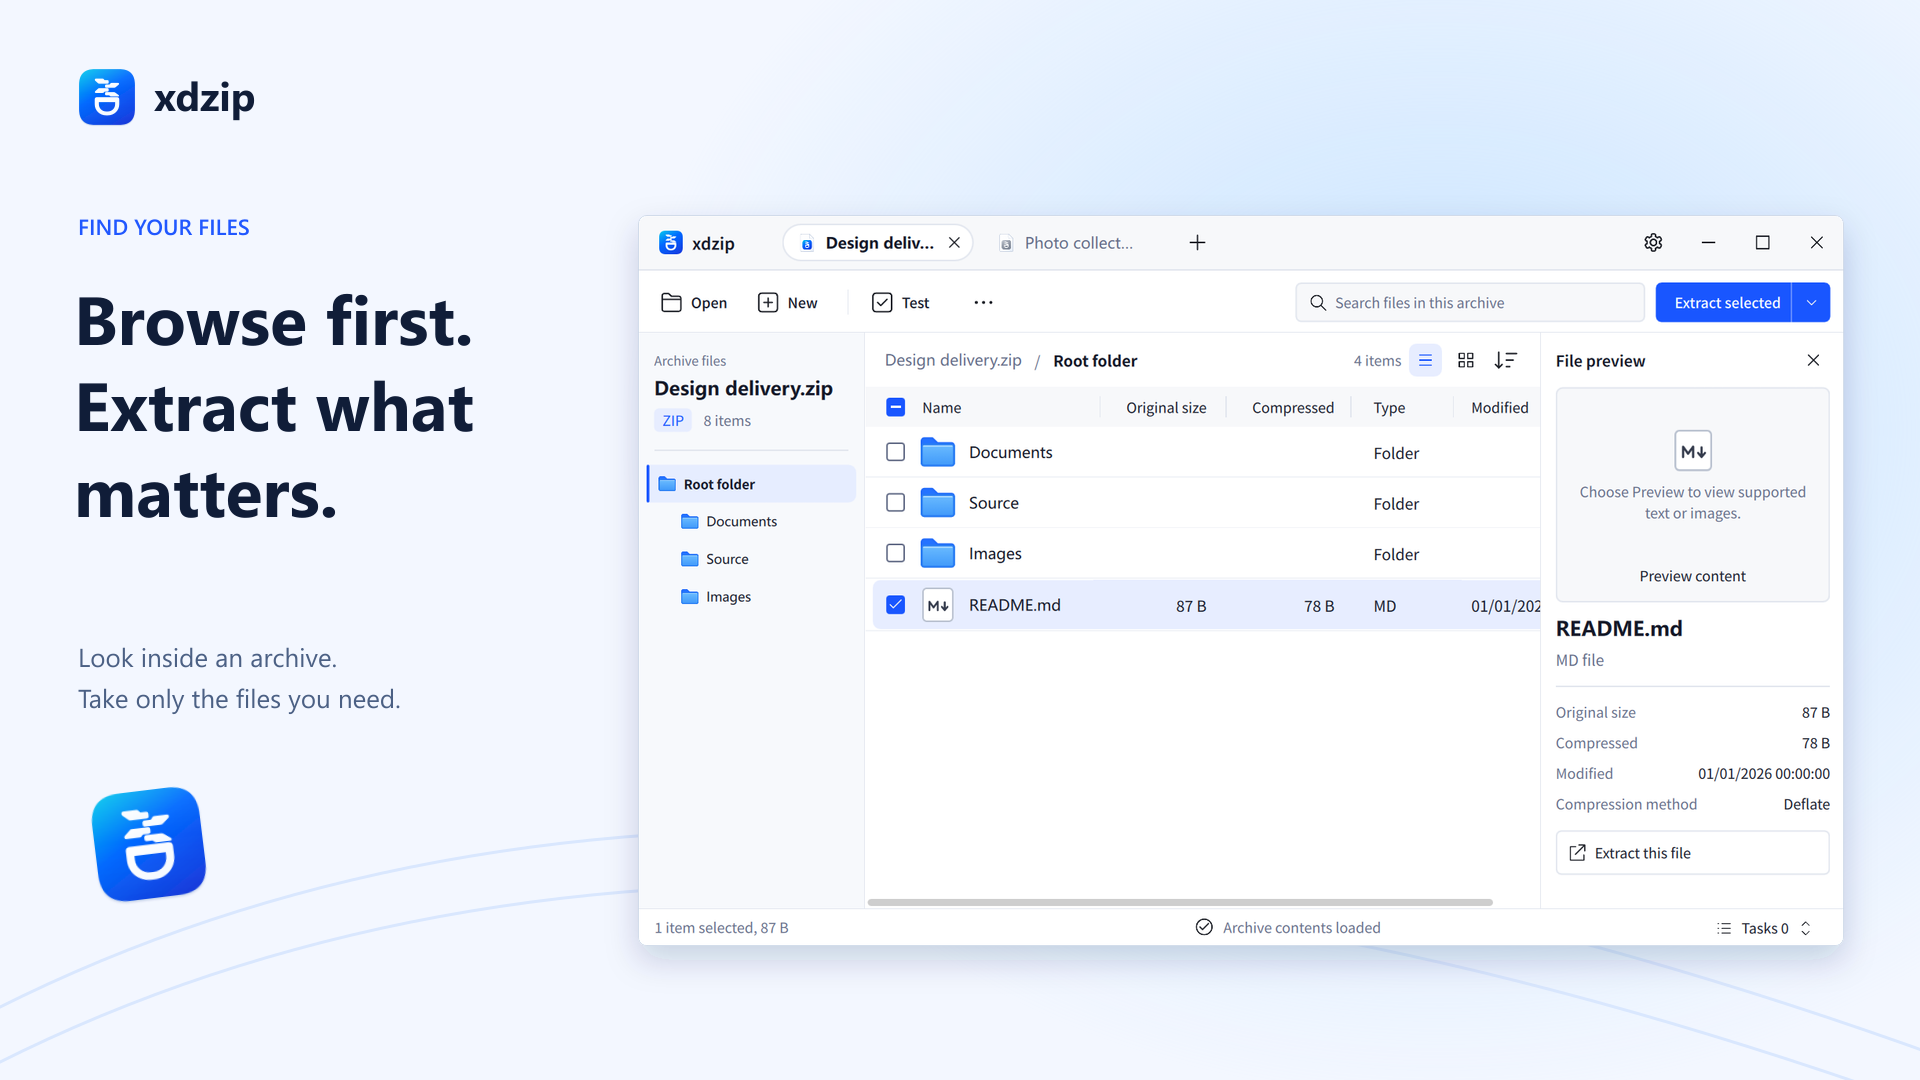 xdzip
FIND YOUR FILES
Browse first.
Extract what
matters.
Look inside an archive.
Take only the files you need.
xdzip
Design deliv...
Photo collect...
Open
New
Test
Search files in this archive
Extract selected
Archive files
Design delivery.zip
ZIP 8 items
Root folder
Documents
Source
Images
Design delivery.zip / Root folder
4 items
Name Original size Compressed Type Modified
Documents Folder
Source Folder
Images Folder
README.md 87 B 78 B MD 01/01/202
File preview
Choose Preview to view supported
text or images.
Preview content
README.md
MD file
Original size 87 B
Compressed 78 B
Modified 01/01/2026 00:00:00
Compression method Deflate
Extract this file
1 item selected, 87 B
Archive contents loaded
Tasks 0